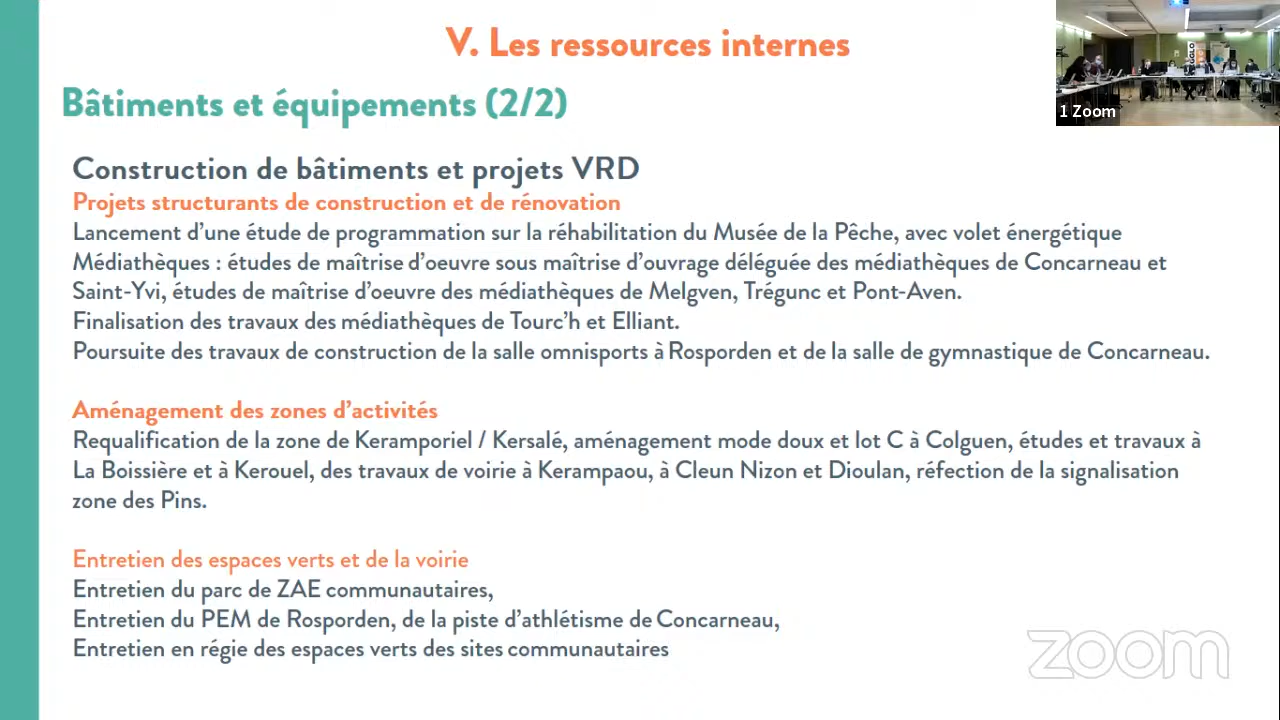 V. Les ressources internes
Bâtiments et équipements (2/2)
1 Zoom
Construction de bâtiments et projets VRD
Projets structurants de construction et de rénovation
Lancement d’une étude de programmation sur la réhabilitation du Musée de la Pêche, avec volet énergétique
Médiathèques : études de maîtrise d’oeuvre sous maîtrise d’ouvrage déléguée des médiathèques de Concarneau et
Saint-Yvi, études de maîtrise d’oeuvre des médiathèques de Melgven, Trégunc et Pont-Aven.
Finalisation des travaux des médiathèques de Tourc’h et Elliant.
Poursuite des travaux de construction de la salle omnisports à Rosporden et de la salle de gymnastique de Concarneau.
Aménagement des zones d’activités
Requalification de la zone de Keramporiel / Kersalé, aménagement mode doux et lot C à Colguen, études et travaux à
La Boissière et à Kerouel, des travaux de voirie à Kerampaou, à Cleun Nizon et Dioulan, réfection de la signalisation
zone des Pins.
Entretien des espaces verts et de la voirie
Entretien du parc de ZAE communautaires,
Entretien du PEM de Rosporden, de la piste d’athlétisme de Concarneau,
Entretien en régie des espaces verts des sites communautaires
zoom